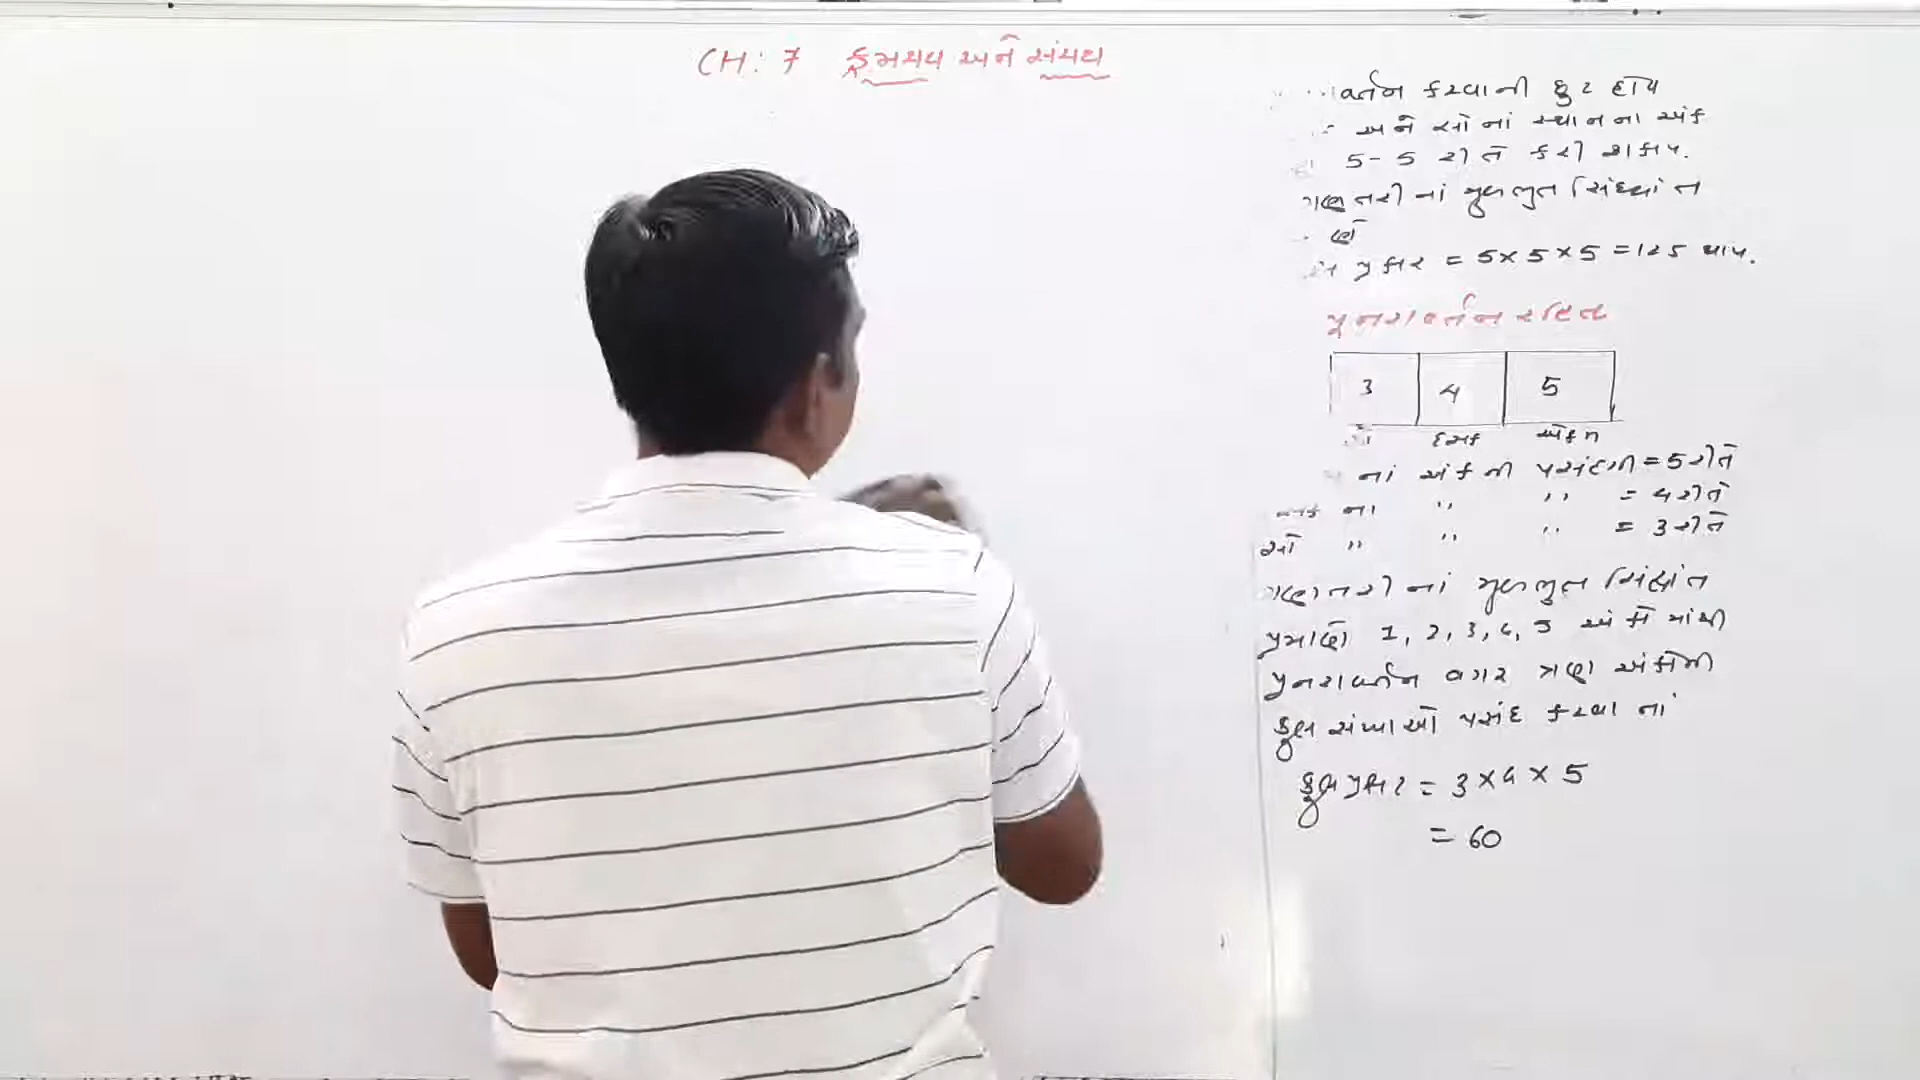 CH: 7 ક્રમચય અને સંચય
વર્તન કરવાની છુટ હોય
અને સો નાં સ્થાનના અંક
5-5 રીતે કરી શકાય.
ગણતરી નાં મૂળભુત સિધ્ધાંત
પ્રકાર = 5×5×5=125 થાય.
પુનરાવર્તન રહિત
3 4 5
સો દશક એકમ
નાં અંક ની પસંદગી = 5 રીતે
દશક ના ,, ,, = 4 રીતે
સો ,, ,, ,, = 3 રીતે
ગણતરી નાં મૂળભુત સિધ્ધાંત
પ્રમાણે 1, 2, 3, 4, 5 અંકો માંથી
પુનરાવર્તન વગર ત્રણ અંકોની
કુલ સંખ્યાઓ પસંદ કરવા નાં
કુલ પ્રકાર = 3×4×5
= 60